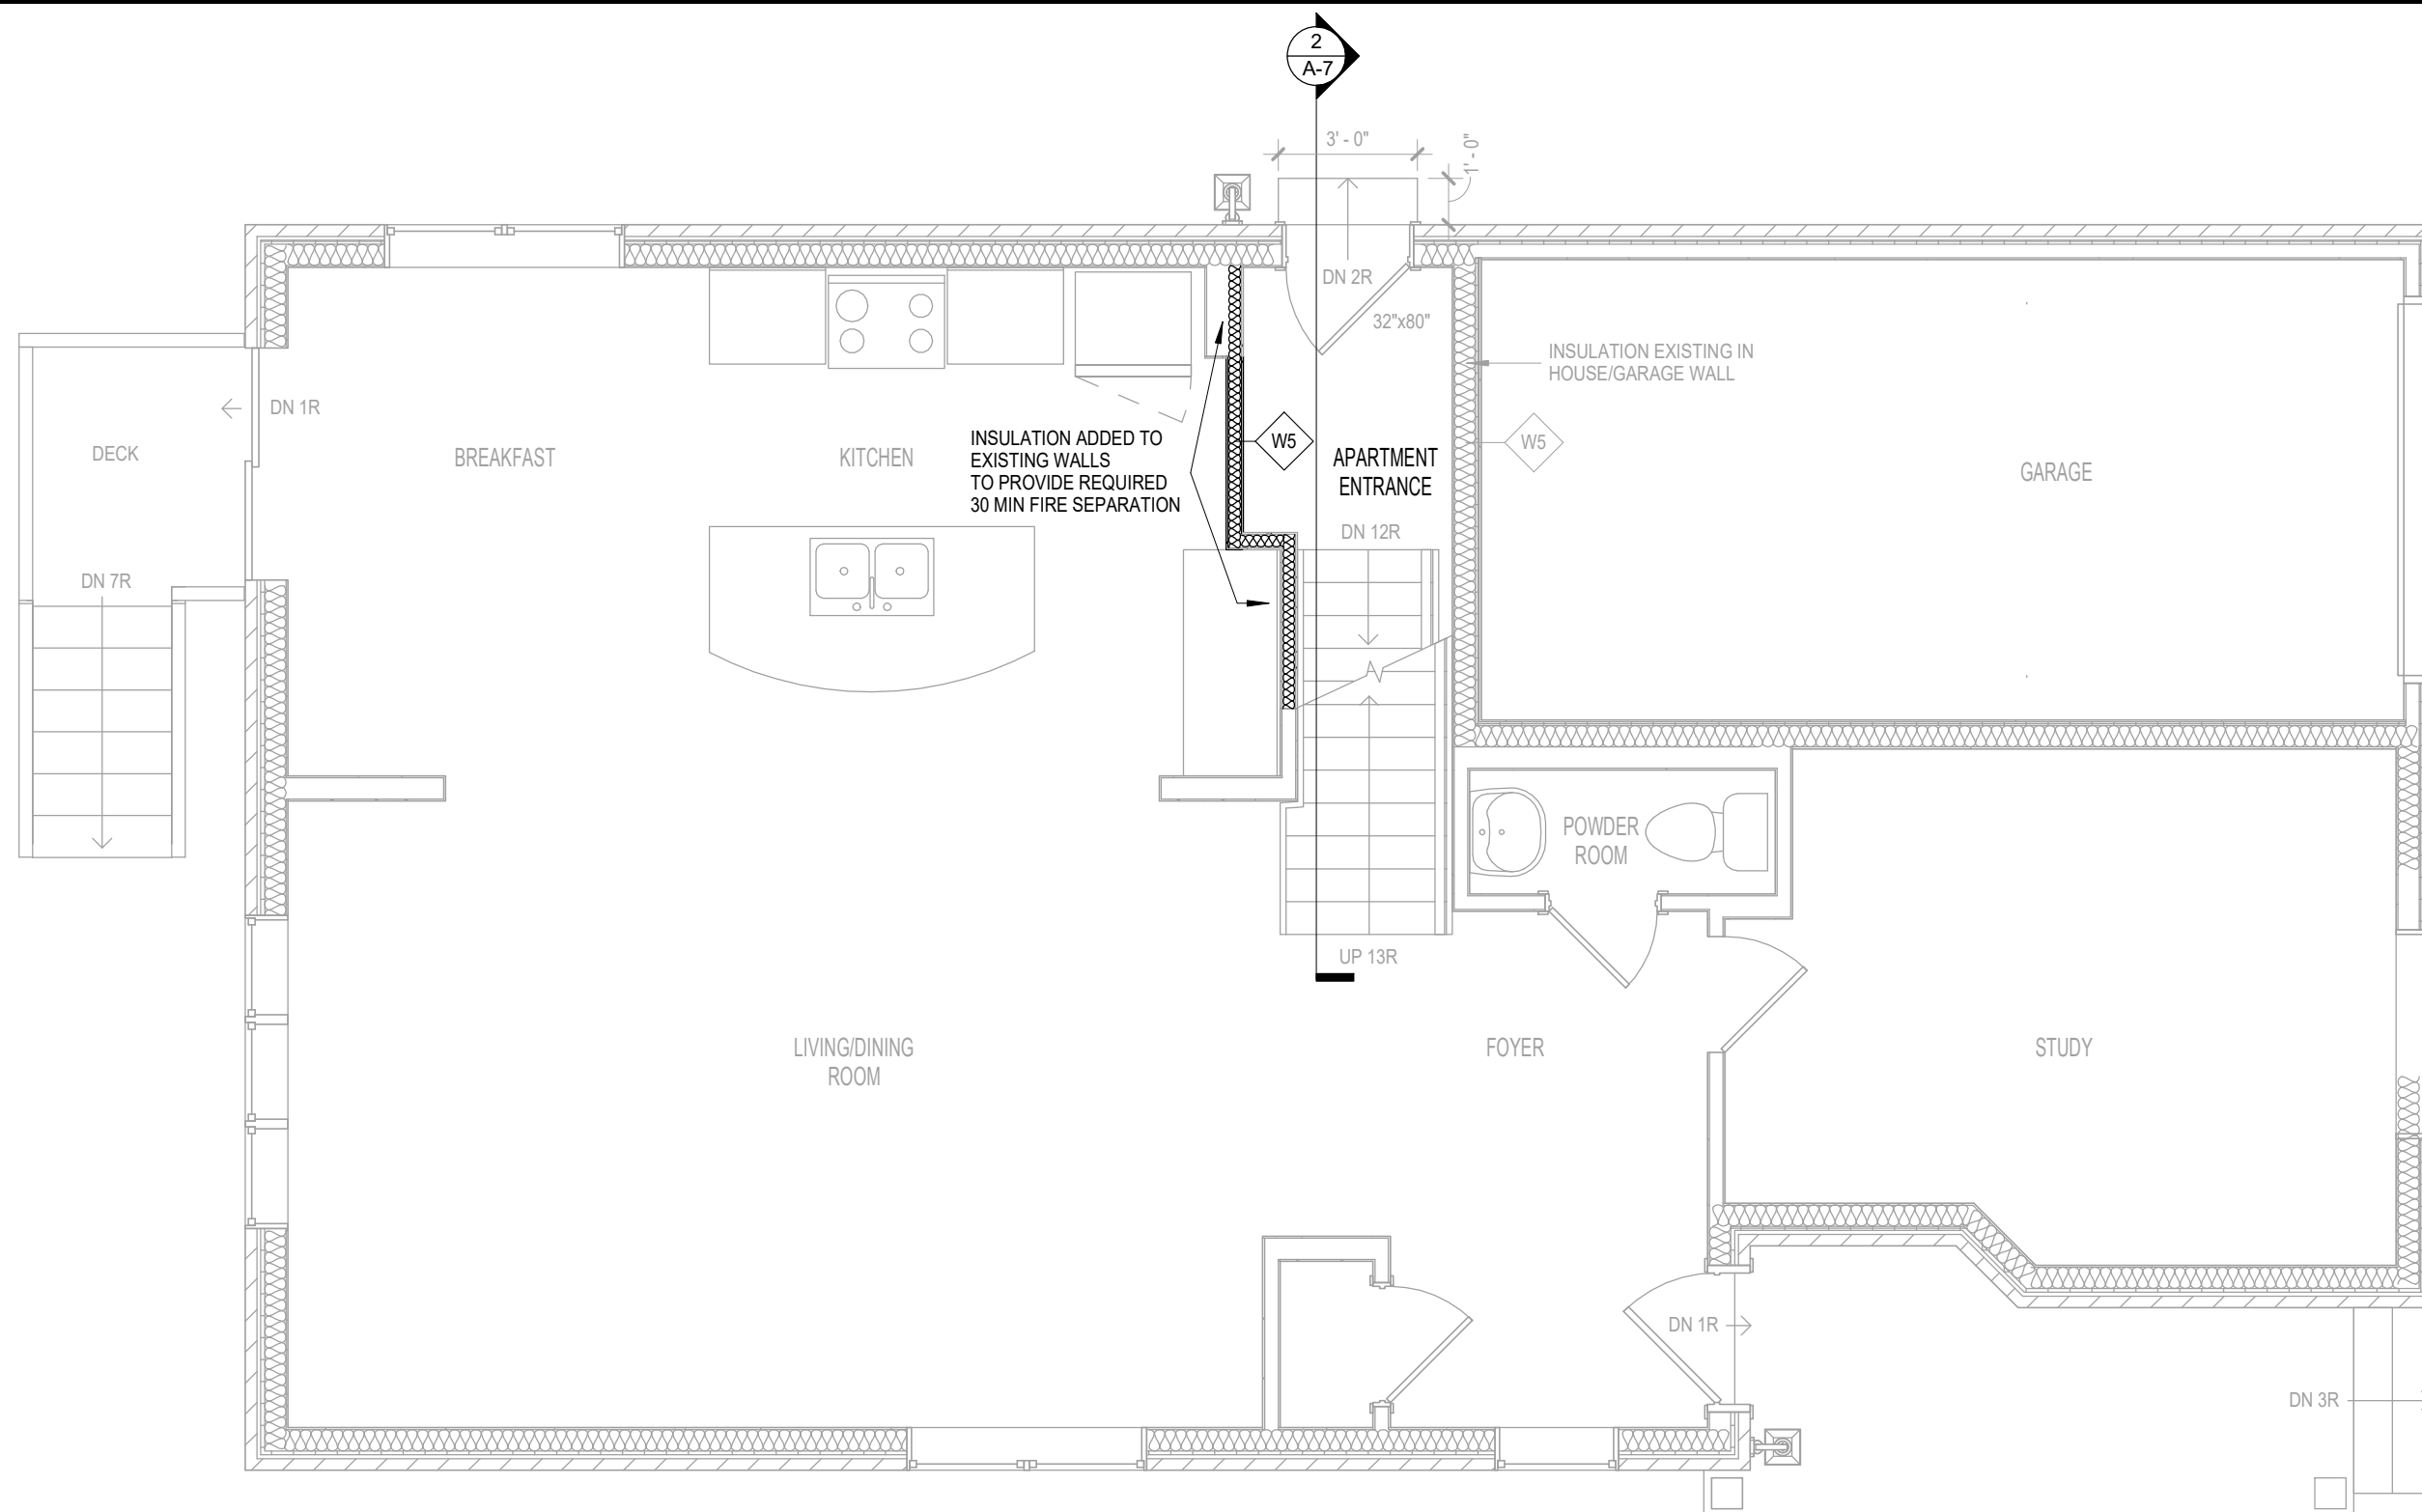 2
A-7
3' - 0"
1' - 0"
DN 2R
32"x80"
INSULATION EXISTING IN
HOUSE/GARAGE WALL
DN 1R
DECK
BREAKFAST
KITCHEN
INSULATION ADDED TO
EXISTING WALLS
TO PROVIDE REQUIRED
30 MIN FIRE SEPARATION
W5
APARTMENT
ENTRANCE
W5
GARAGE
DN 12R
DN 7R
POWDER
ROOM
UP 13R
LIVING/DINING
ROOM
FOYER
STUDY
DN 1R
DN 3R